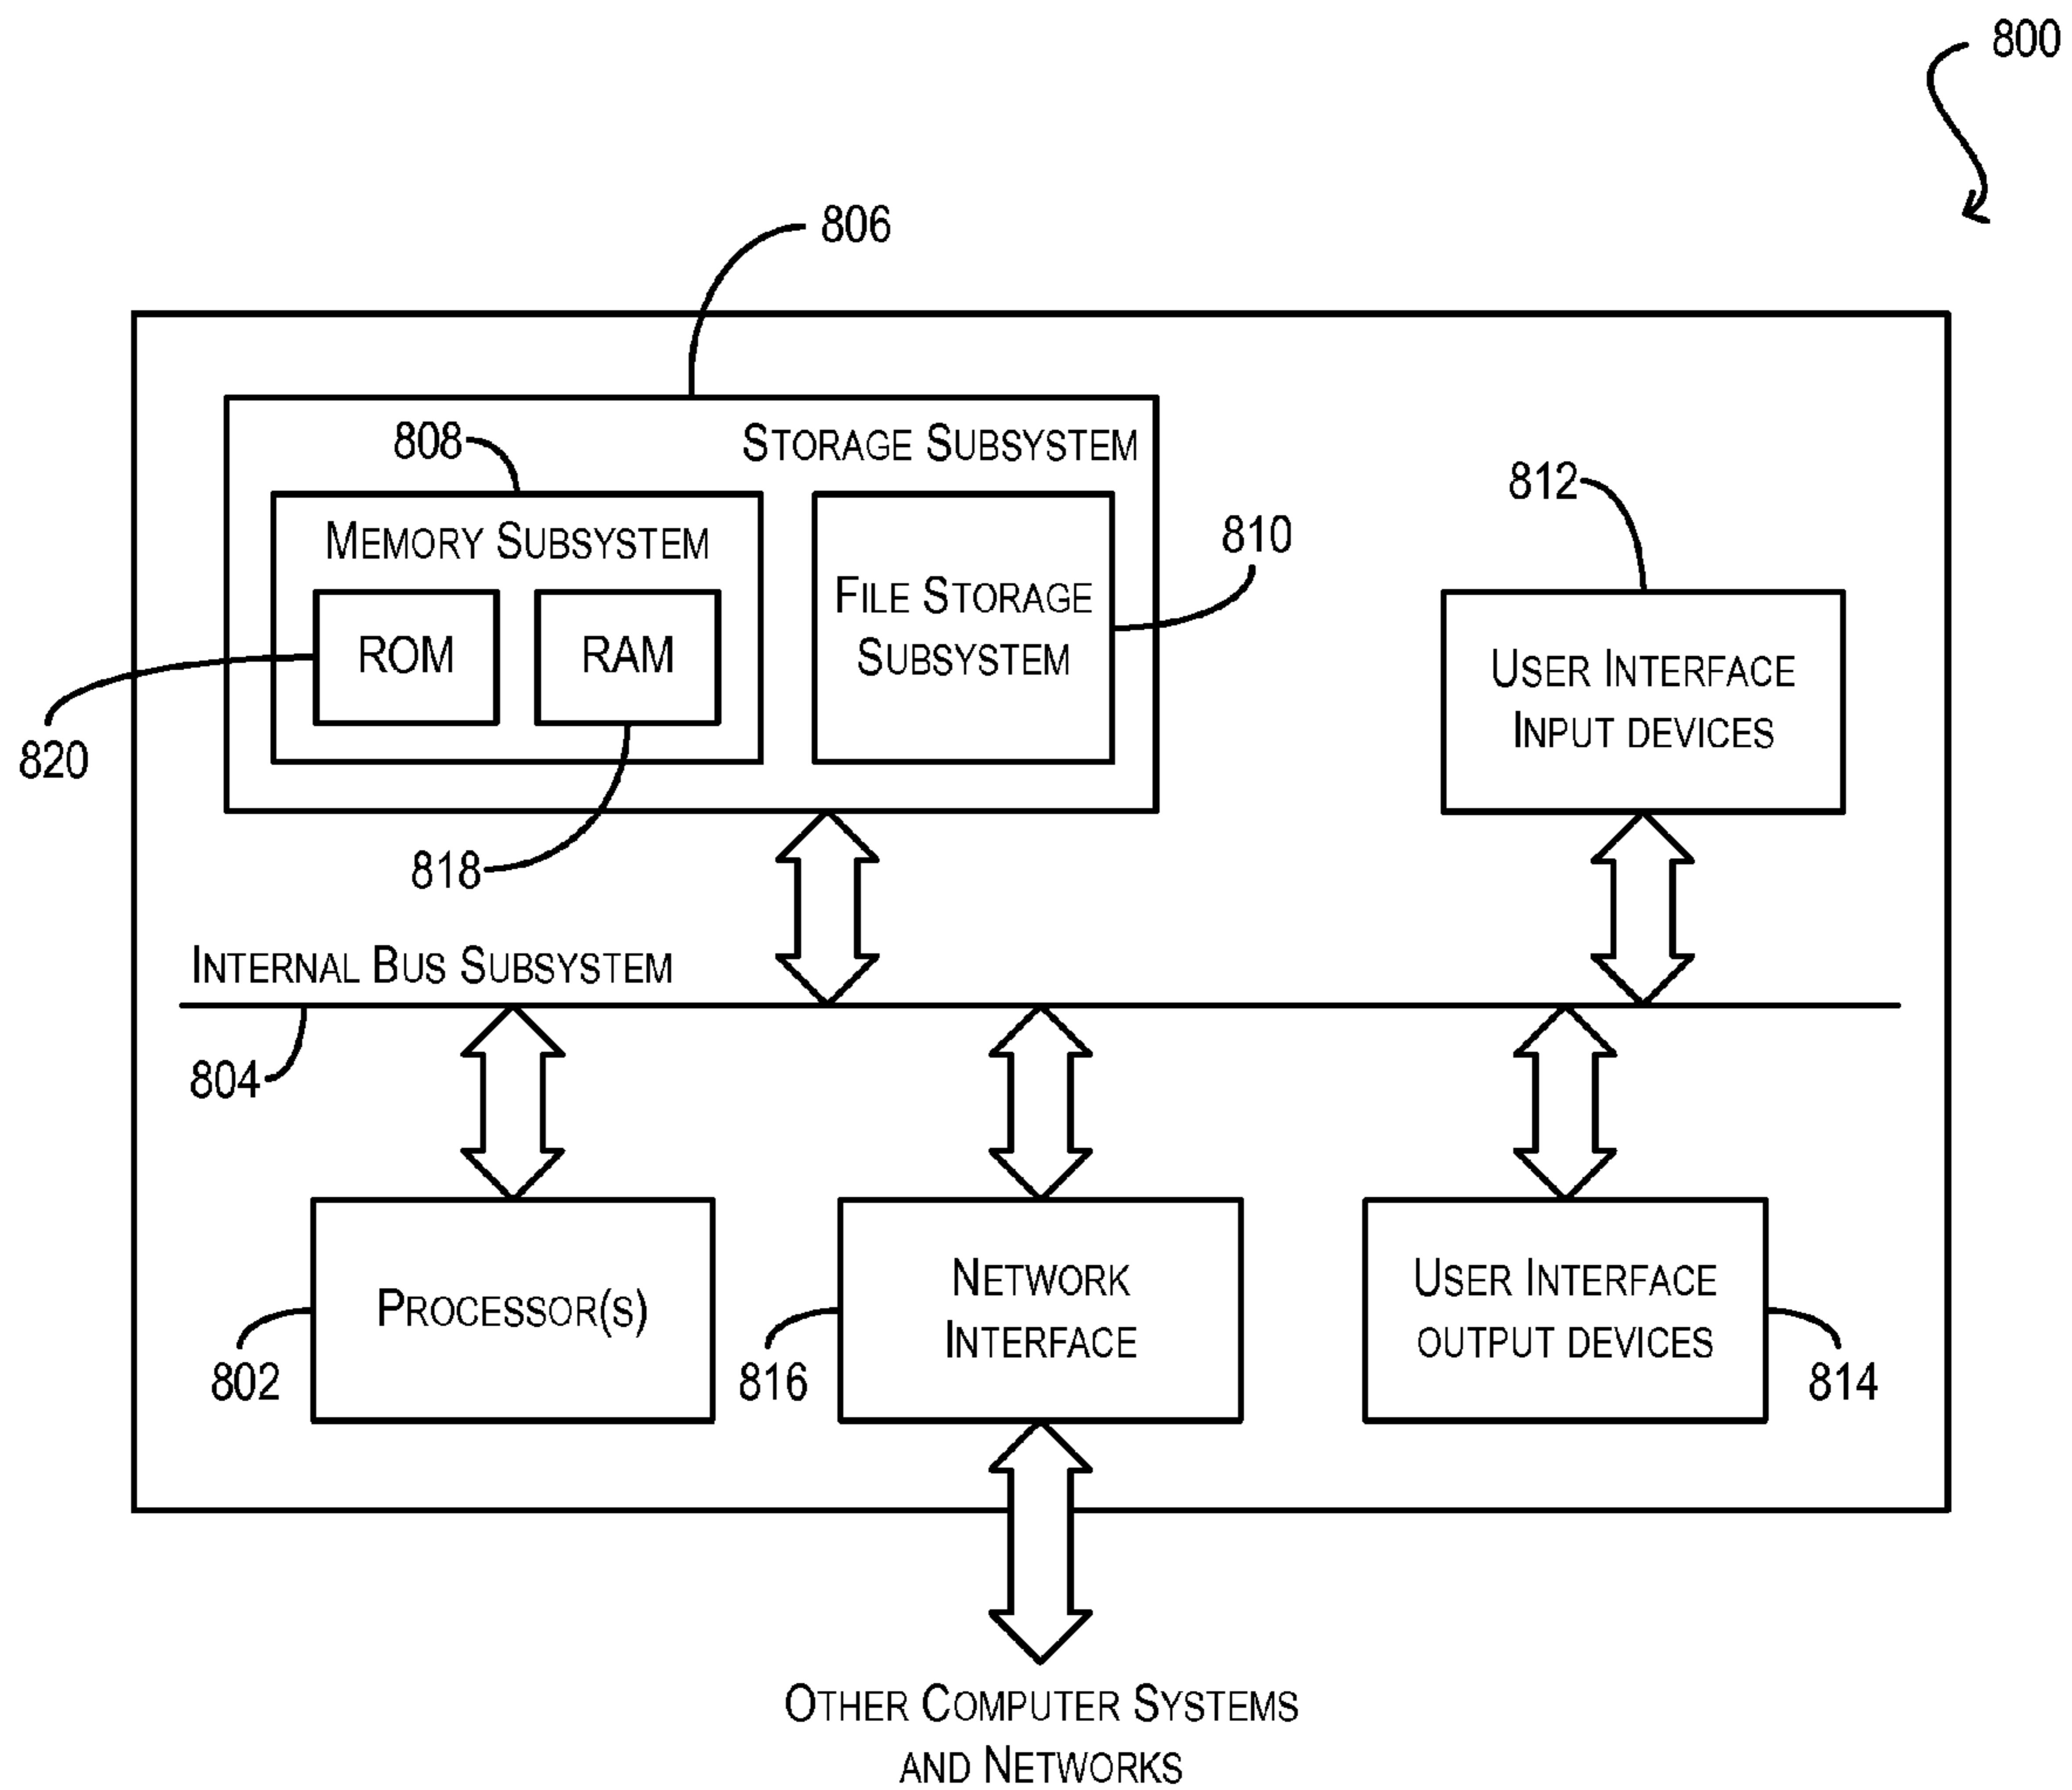 800
806
808
STORAGE SUBSYSTEM
812
MEMORY SUBSYSTEM
810
FILE STORAGE
SUBSYSTEM
ROM
RAM
USER INTERFACE
INPUT DEVICES
820
818
INTERNAL BUS SUBSYSTEM
804
PROCESSOR(S)
NETWORK
INTERFACE
USER INTERFACE
OUTPUT DEVICES
802
816
814
OTHER COMPUTER SYSTEMS
AND NETWORKS